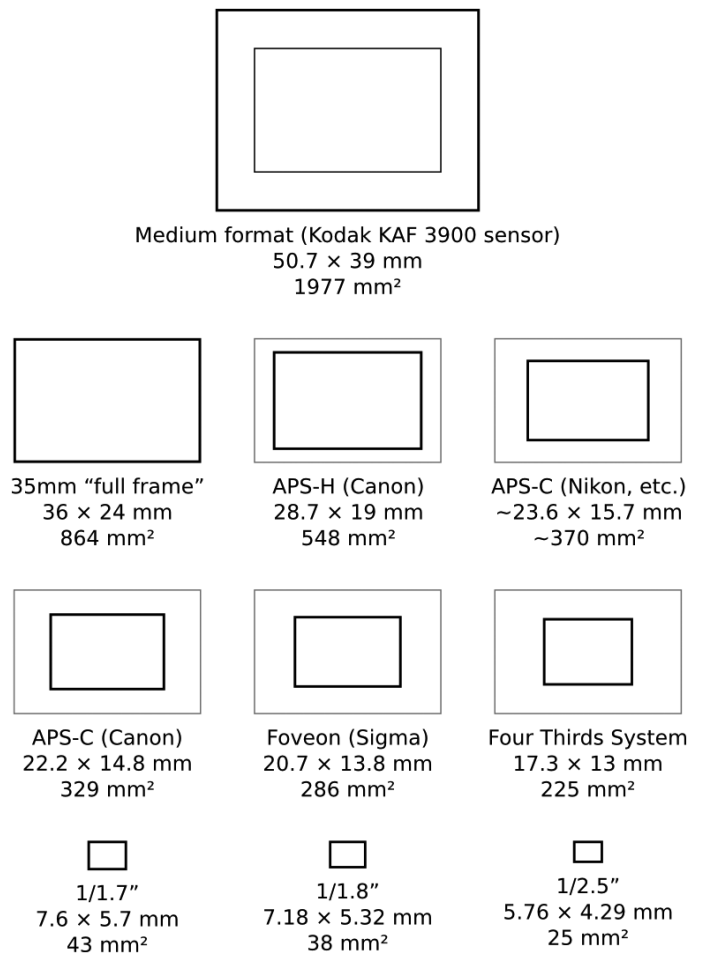 Medium format (Kodak KAF 3900 sensor)
50.7 × 39 mm
1977 mm²
35mm “full frame”
36 × 24 mm
864 mm²
APS-H (Canon)
28.7 × 19 mm
548 mm²
APS-C (Nikon, etc.)
~23.6 × 15.7 mm
~370 mm²
APS-C (Canon)
22.2 × 14.8 mm
329 mm²
Foveon (Sigma)
20.7 × 13.8 mm
286 mm²
Four Thirds System
17.3 × 13 mm
225 mm²
1/1.7”
7.6 × 5.7 mm
43 mm²
1/1.8”
7.18 × 5.32 mm
38 mm²
1/2.5”
5.76 × 4.29 mm
25 mm²